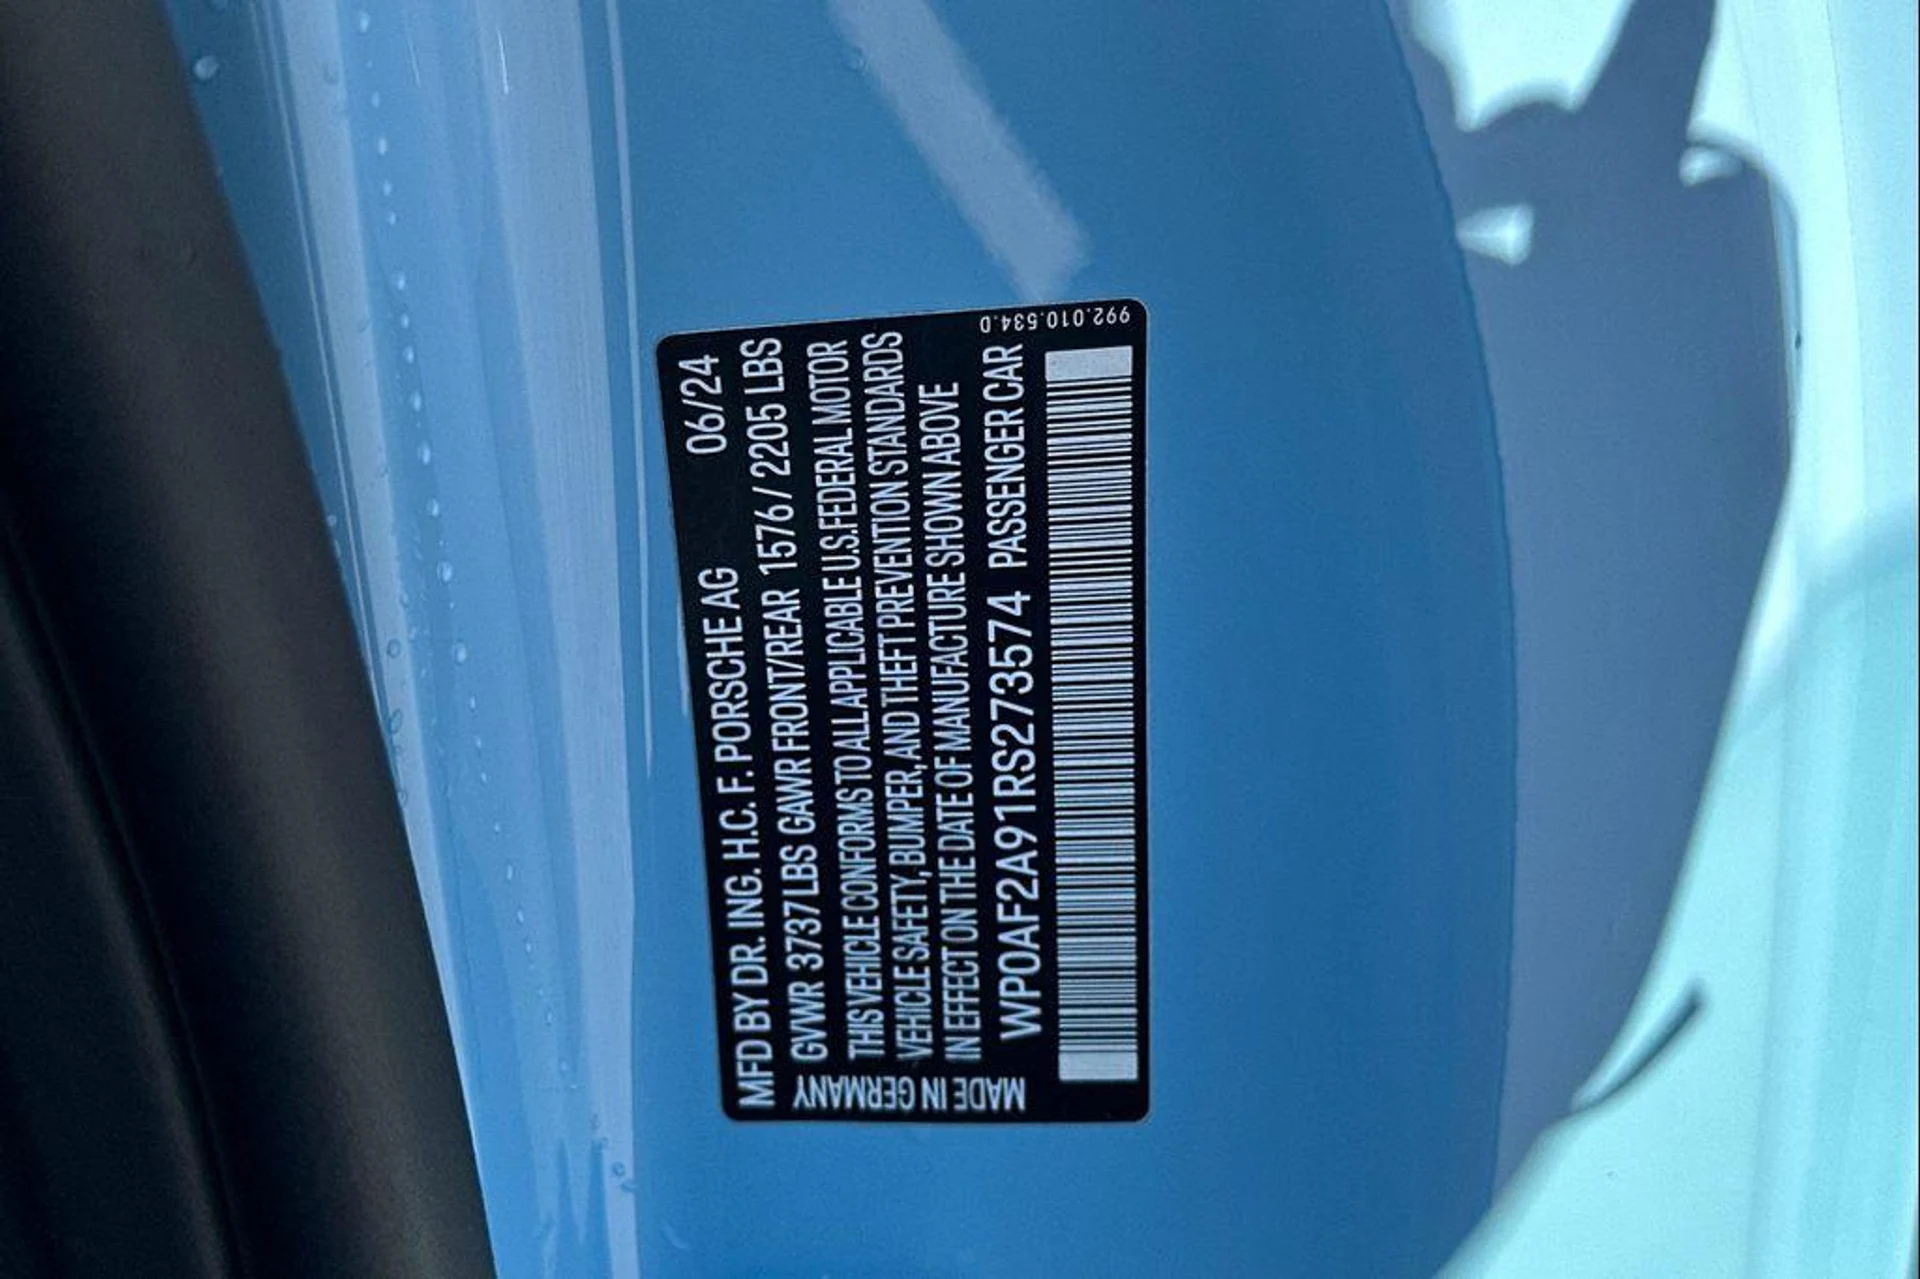 MFD BY DR. ING. H.C. F. PORSCHE AG 06/24
GVWR 3737 LBS GAWR FRONT/REAR 1576 / 2205 LBS
THIS VEHICLE CONFORMS TO ALL APPLICABLE U.S. FEDERAL MOTOR
VEHICLE SAFETY, BUMPER, AND THEFT PREVENTION STANDARDS
IN EFFECT ON THE DATE OF MANUFACTURE SHOWN ABOVE
WP0AF2A91RS273574 PASSENGER CAR
MADE IN GERMANY
992.010.534.D